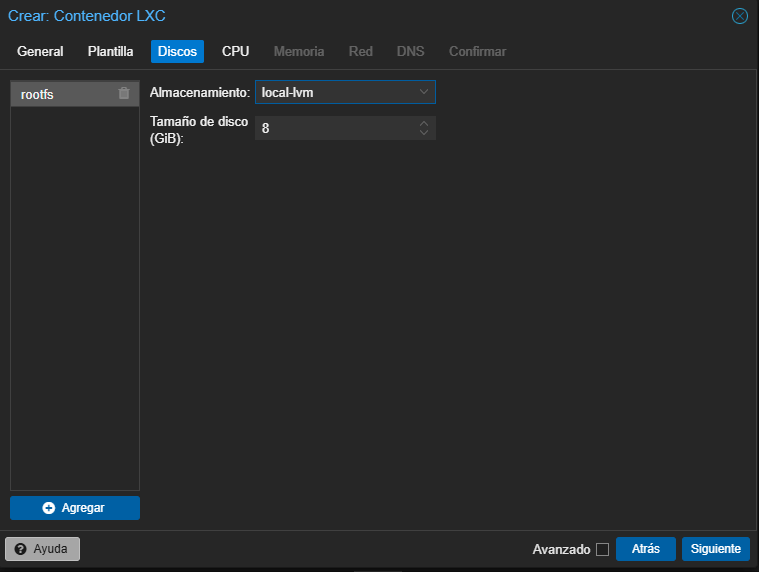 Crear: Contenedor LXC
General Plantilla Discos CPU Memoria Red DNS Confirmar
rootfs
Almacenamiento: local-lvm
Tamaño de disco
(GiB): 8
Agregar
Ayuda
Avanzado Atrás Siguiente